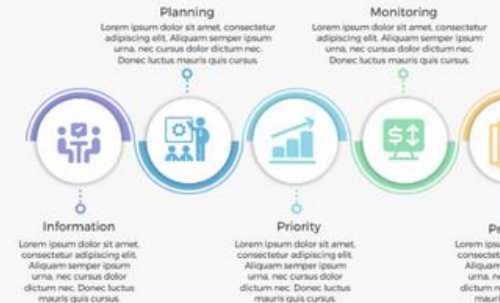 Planning
Lorem ipsum dolor sit amet, consectetur
adipiscing elit. Aliquam semper ipsum
urna, nec cursus dolor dictum nec.
Donec luctus mauris quis cursus.
Monitoring
Lorem ipsum dolor sit amet, consectetur
adipiscing elit. Aliquam semper ipsum
urna, nec cursus dolor dictum nec.
Donec luctus mauris quis cursus.
$
Information
Lorem ipsum dolor sit amet,
consectetur adipiscing elit.
Aliquam semper ipsum
urna, nec cursus dolor
dictum nec. Donec luctus
mauris quis cursus.
Priority
Lorem ipsum dolor sit amet,
consectetur adipiscing elit.
Aliquam semper ipsum
urna, nec cursus dolor
dictum nec. Donec luctus
mauris quis cursus.
Lorem